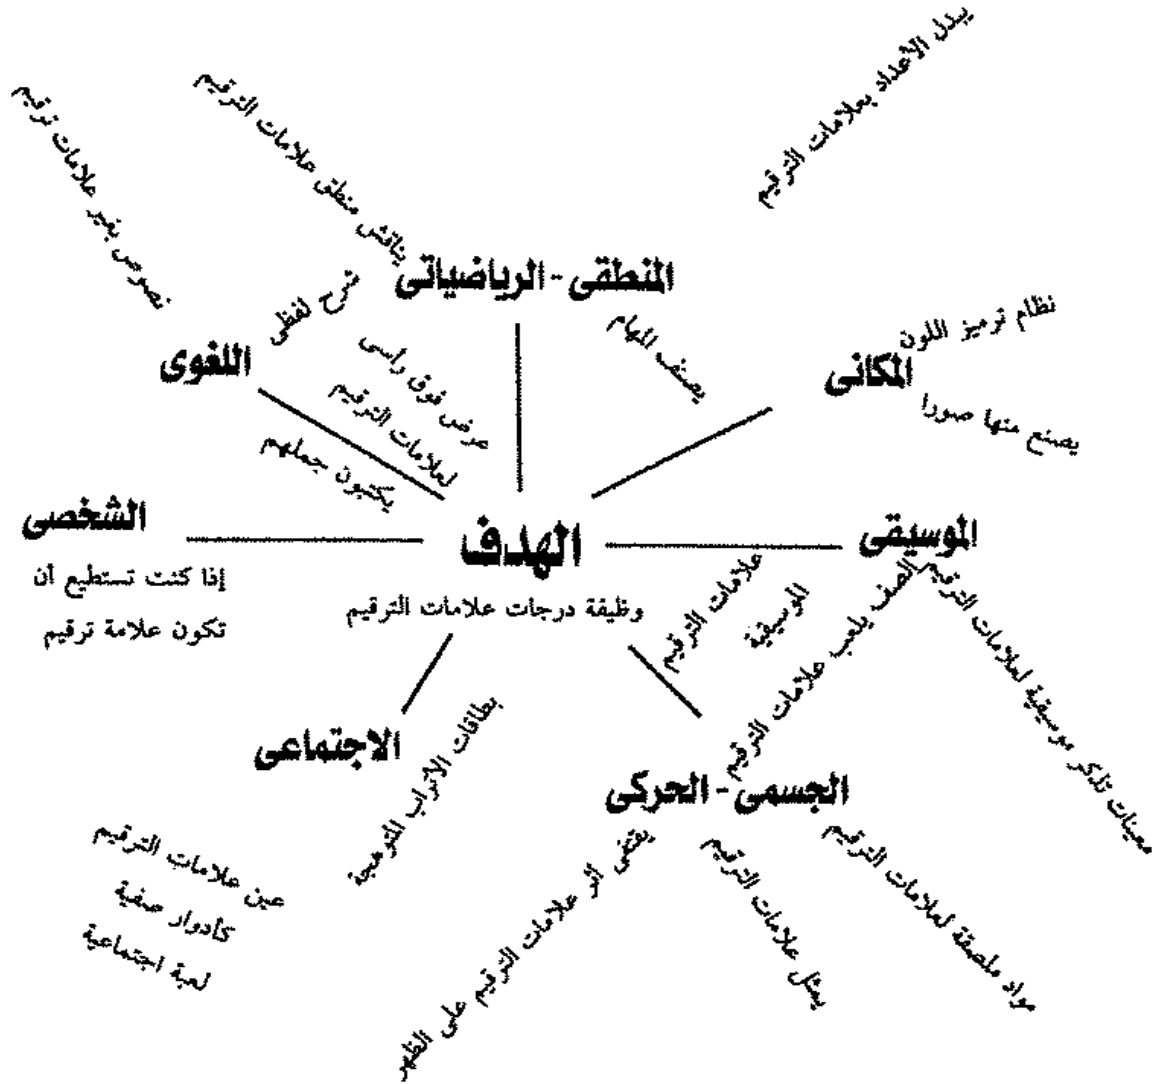 يبدل الأعداد بعلامات الترقيم
يناقش منطق علامات الترقيم
نصوص بغير علامات ترقيم
المنطقى - الرياضياتى
شرح لفظى
يصنف المهام
نظام ترميز اللون
المكانى
يصنع منها صورا
اللغوى
عرض فوق رأسى
لعلامات الترقيم
يكتبون جملهم
الشخصى
إذا كنت تستطيع أن
تكون علامة ترقيم
الهدف
وظيفة درجات علامات الترقيم
الموسيقى
علامات الترقيم
الموسيقية
الصف يلعب علامات الترقيم
معينات تذكر موسيقية لعلامات الترقيم
الاجتماعى
بطاقات الأتراب المتوهجة
عين علامات الترقيم
كأدوار صفية
لعبة اجتماعية
الجسمى - الحركى
يقتفى أثر علامات الترقيم على الظهر
يمثل علامات الترقيم
مواد ملصقة لعلامات الترقيم